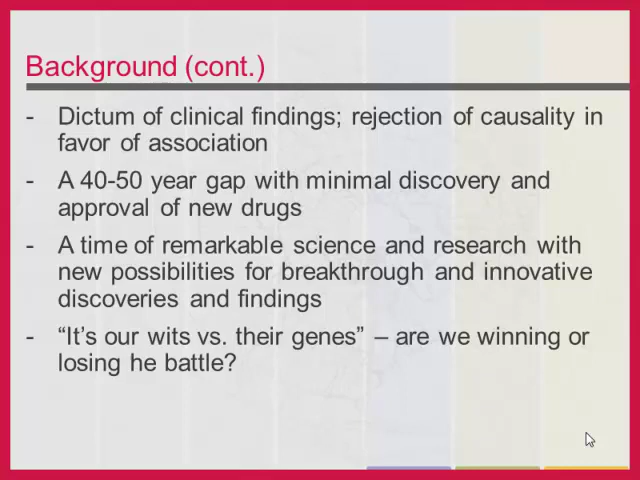 Background (cont.)
- Dictum of clinical findings; rejection of causality in
favor of association
- A 40-50 year gap with minimal discovery and
approval of new drugs
- A time of remarkable science and research with
new possibilities for breakthrough and innovative
discoveries and findings
- “It’s our wits vs. their genes” – are we winning or
losing he battle?